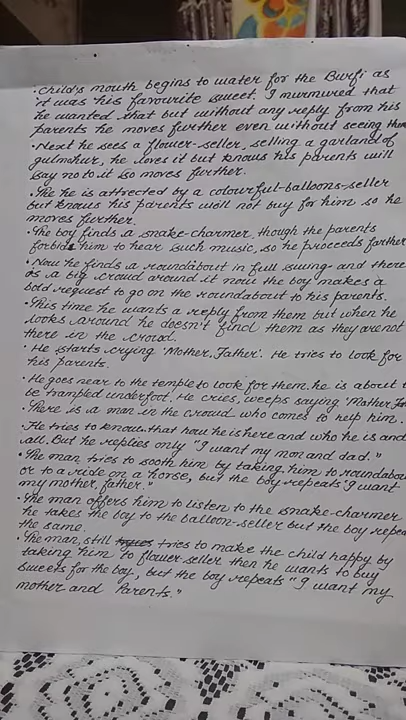 • Child's mouth begins to water for the Burfi as
it was his favourite sweet. I murmured that
he wanted that but without any reply from his
parents he moves further even without seeing them
• Next he sees a flower-seller, selling a garland of
gulmohur, he loves it but knows his parents will
say no to it so moves further.
• The he is attrected by a colourful-balloons-seller
but knows his parents will not buy for him so he
moves further.
• The boy finds a snake-charmer though the parents
forbids him to hear such music, so he proceeds farther
• Now he finds a roundabout in full swing and there
as a big crowd around it now the boy makes a
bold request to go on the roundabout to his parents.
• This time he wants a reply from them but when he
looks around he doesn't find them as they are not
there in the crowd.
• He starts crying 'Mother, Father'. He tries to look for
his parents.
• He goes near to the temple to look for them. he is about t
be trampled underfoot. He cries, weeps saying 'Mother Fat
• There is a man in the crowd who comes to help him.
• He tries to know that how he is here and who he is and
all. But he replies only "I want my mom and dad."
• The man tries to sooth him by taking him to roundabou
or to a ride on a horse, but the boy repeats 'I want
my mother, father."
• The man offers him to listen to the snake-charmer
he takes the boy to the balloon-seller but the boy repea
the same.
• The man, still tries to make the child happy by
taking him to flower seller then he wants to buy
sweets for the boy, but the boy repeats "I want my
mother and Parents."